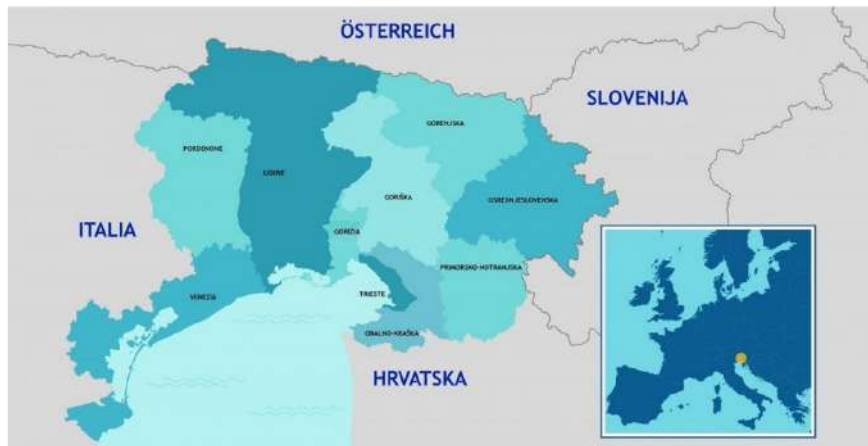 ÖSTERREICH
SLOVENIJA
GORENJSKA
PORDENONE
UDINE
GORIŠKA
OSREDNJESLOVENSKA
ITALIA
GORIZIA
PRIMORSKO-NOTRANJSKA
VENEZIA
TRIESTE
OBALNO-KRAŠKA
HRVATSKA